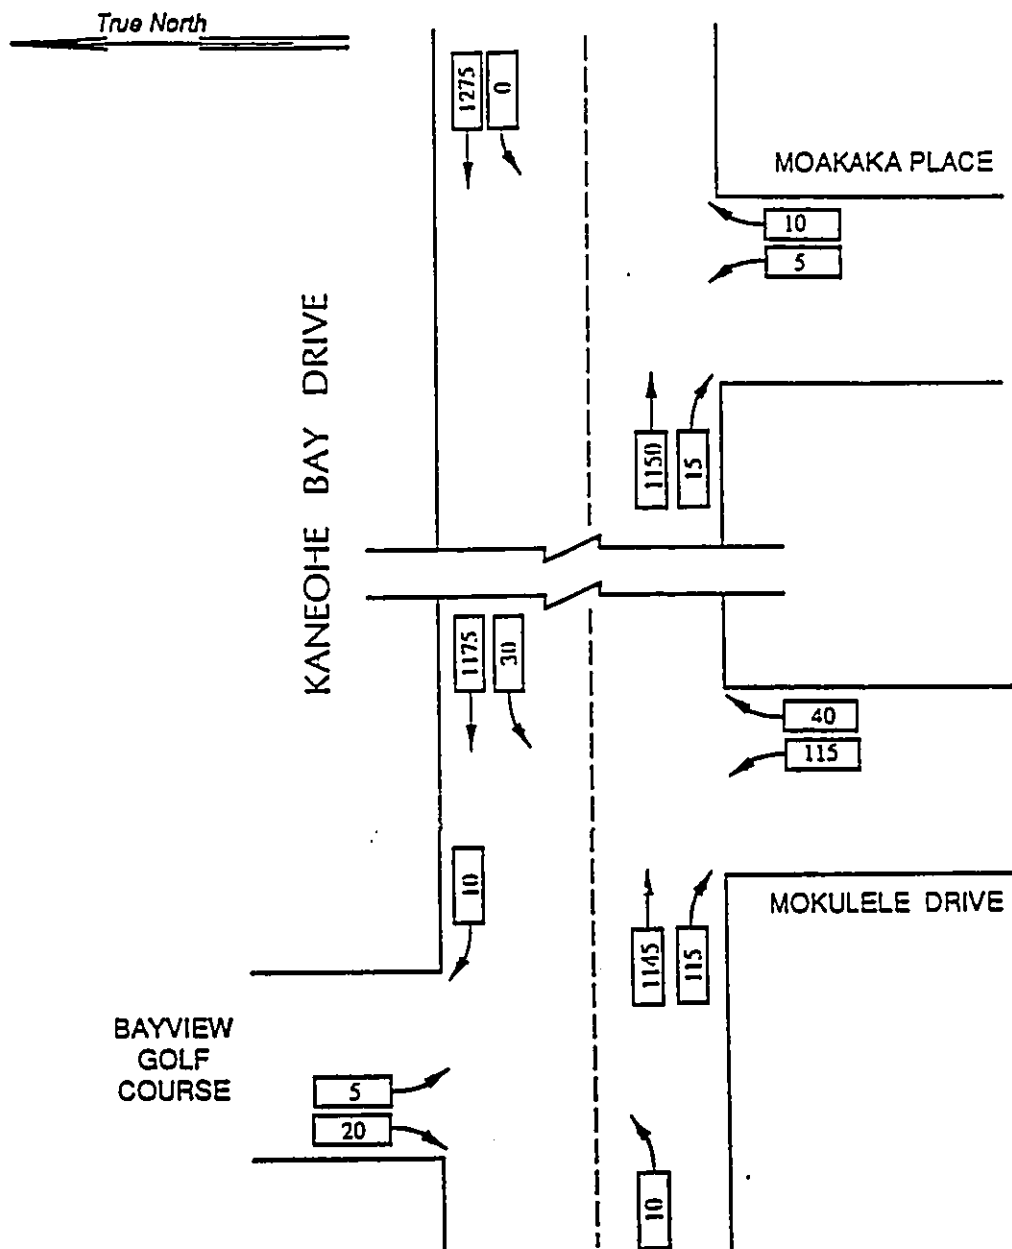 True North
1275
0
MOAKAKA PLACE
10
5
KANEOHE BAY DRIVE
1150
15
1175
30
40
115
10
MOKULELE DRIVE
1145
115
BAYVIEW
GOLF
COURSE
5
20
10